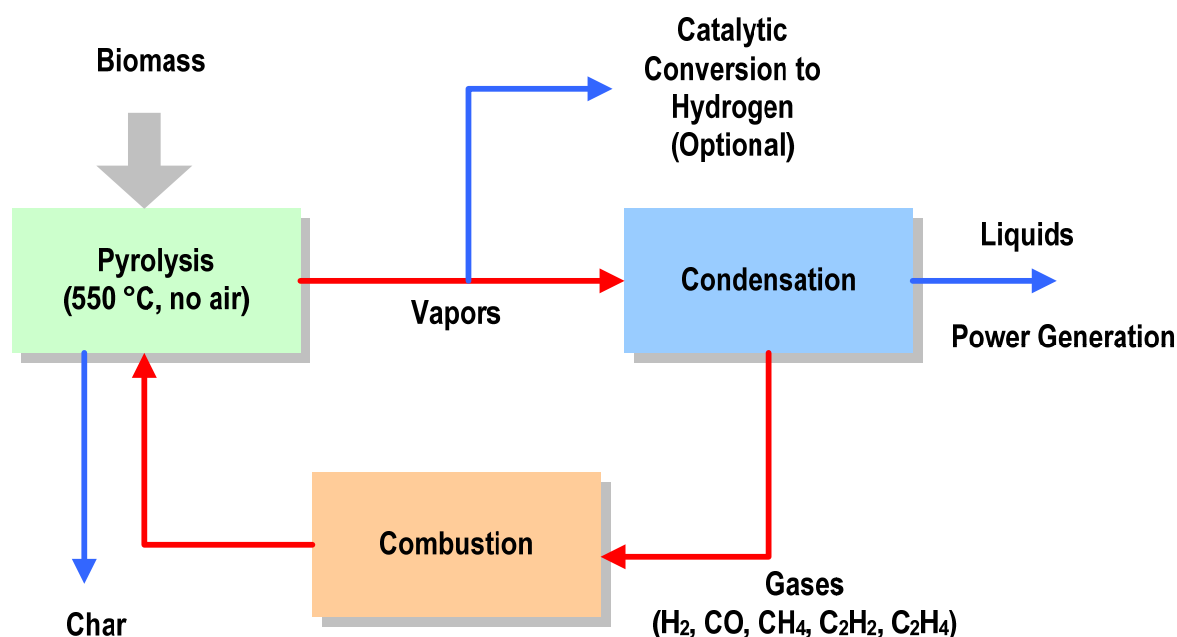 Biomass
Catalytic
Conversion to
Hydrogen
(Optional)
Pyrolysis
(550 °C, no air)
Vapors
Condensation
Liquids
Power Generation
Combustion
Gases
(H₂, CO, CH₄, C₂H₂, C₂H₄)
Char